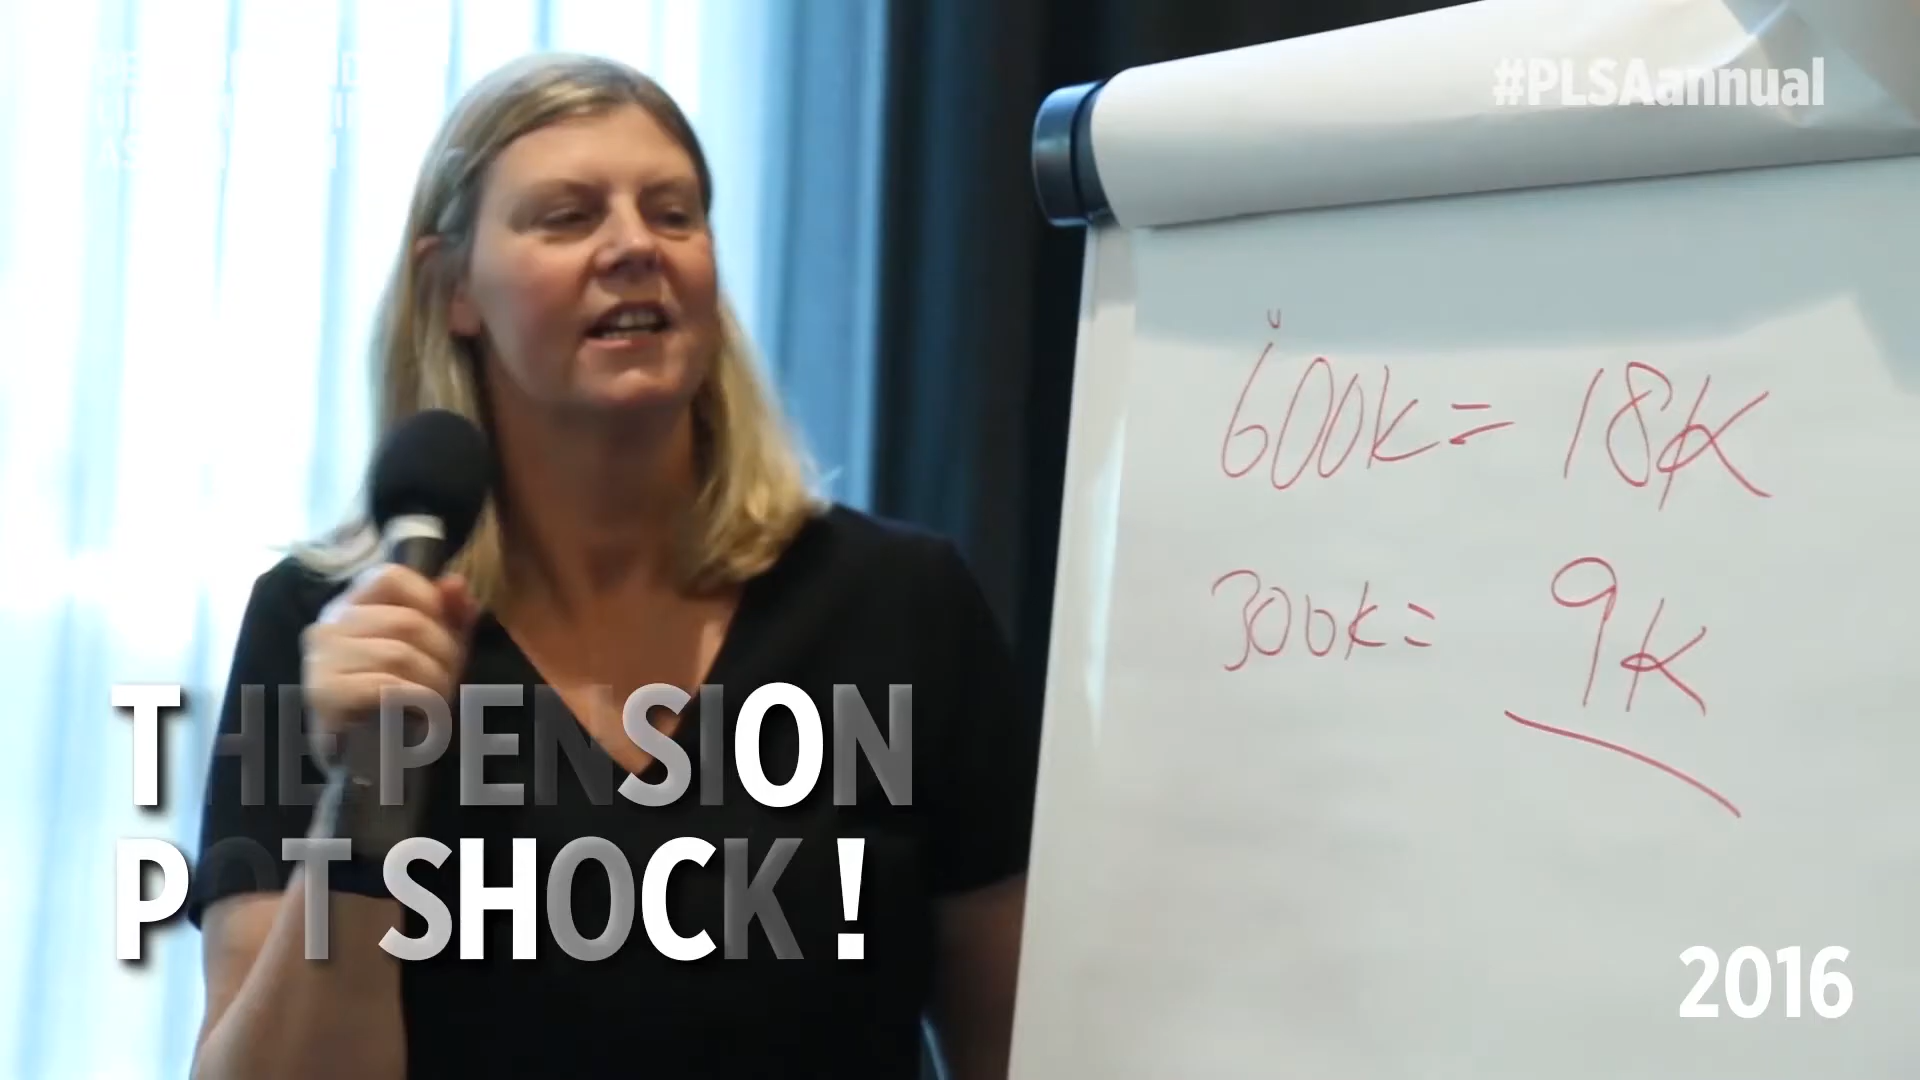 #PLSAannual
600k = 18K
300k = 9K
THE PENSION
POT SHOCK!
2016